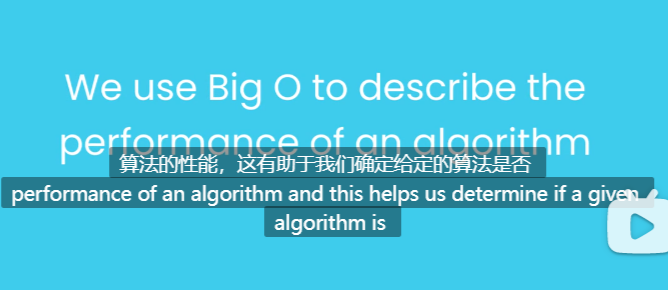 We use Big O to describe the
performance of an algorithm
算法的性能，这有助于我们确定给定的算法是否
performance of an algorithm and this helps us determine if a given
algorithm is